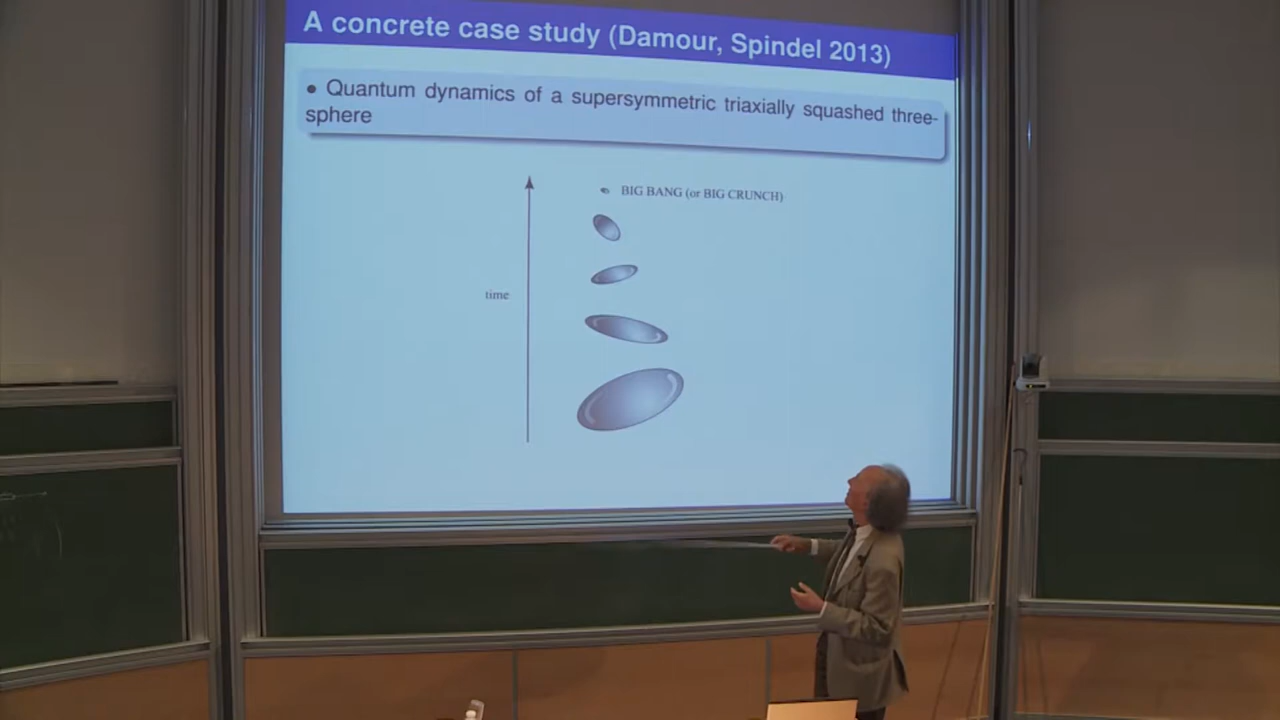 A concrete case study (Damour, Spindel 2013)
• Quantum dynamics of a supersymmetric triaxially squashed three-
sphere
BIG BANG (or BIG CRUNCH)
time